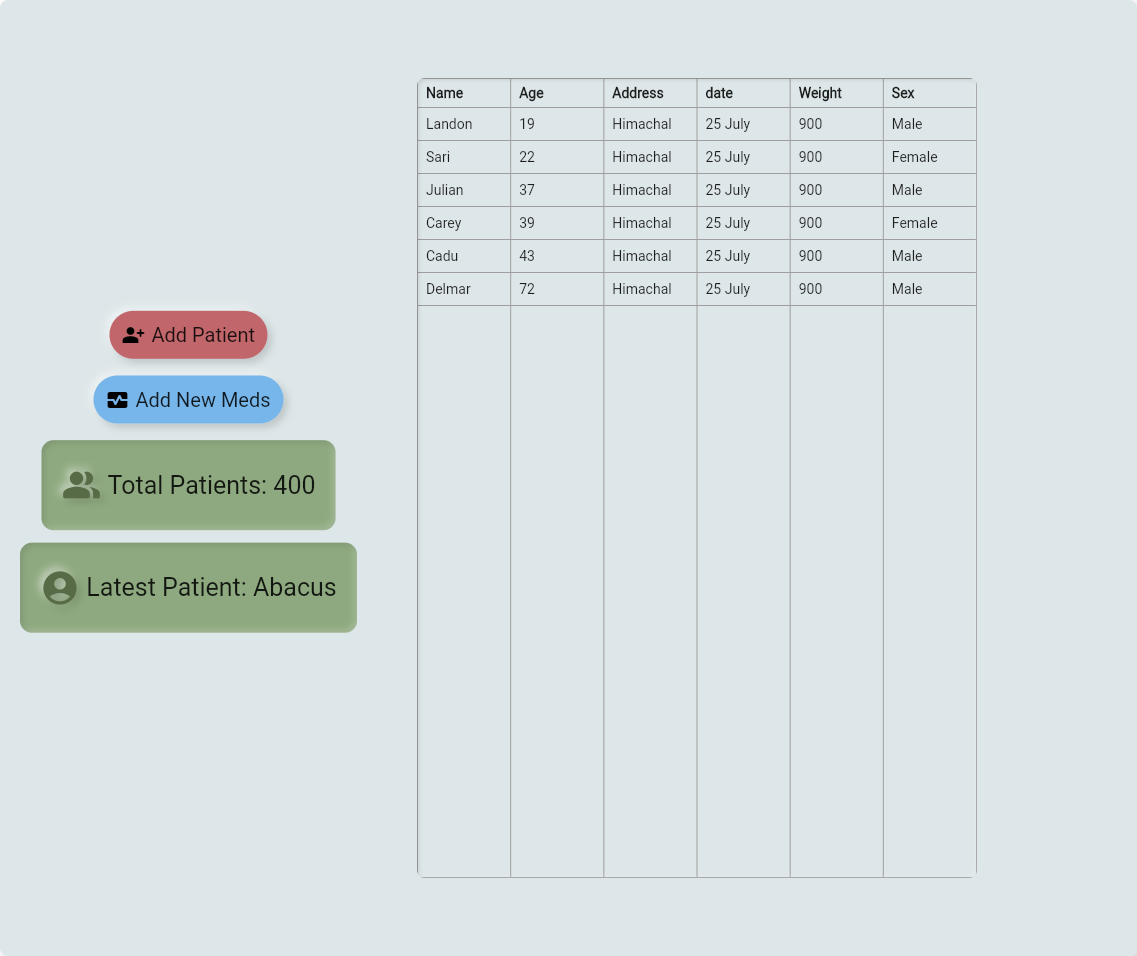 Name Age Address date Weight Sex
Landon 19 Himachal 25 July 900 Male
Sari 22 Himachal 25 July 900 Female
Julian 37 Himachal 25 July 900 Male
Carey 39 Himachal 25 July 900 Female
Cadu 43 Himachal 25 July 900 Male
Delmar 72 Himachal 25 July 900 Male
Add Patient
Add New Meds
Total Patients: 400
Latest Patient: Abacus